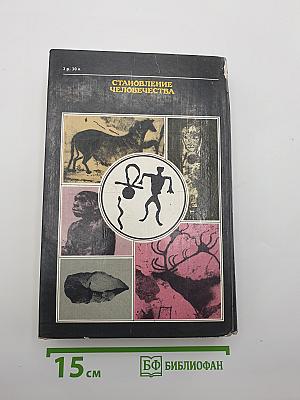 2 р. 30 к.
СТАНОВЛЕНИЕ
ЧЕЛОВЕЧЕСТВА
15 см
БФ БИБЛИОФАН